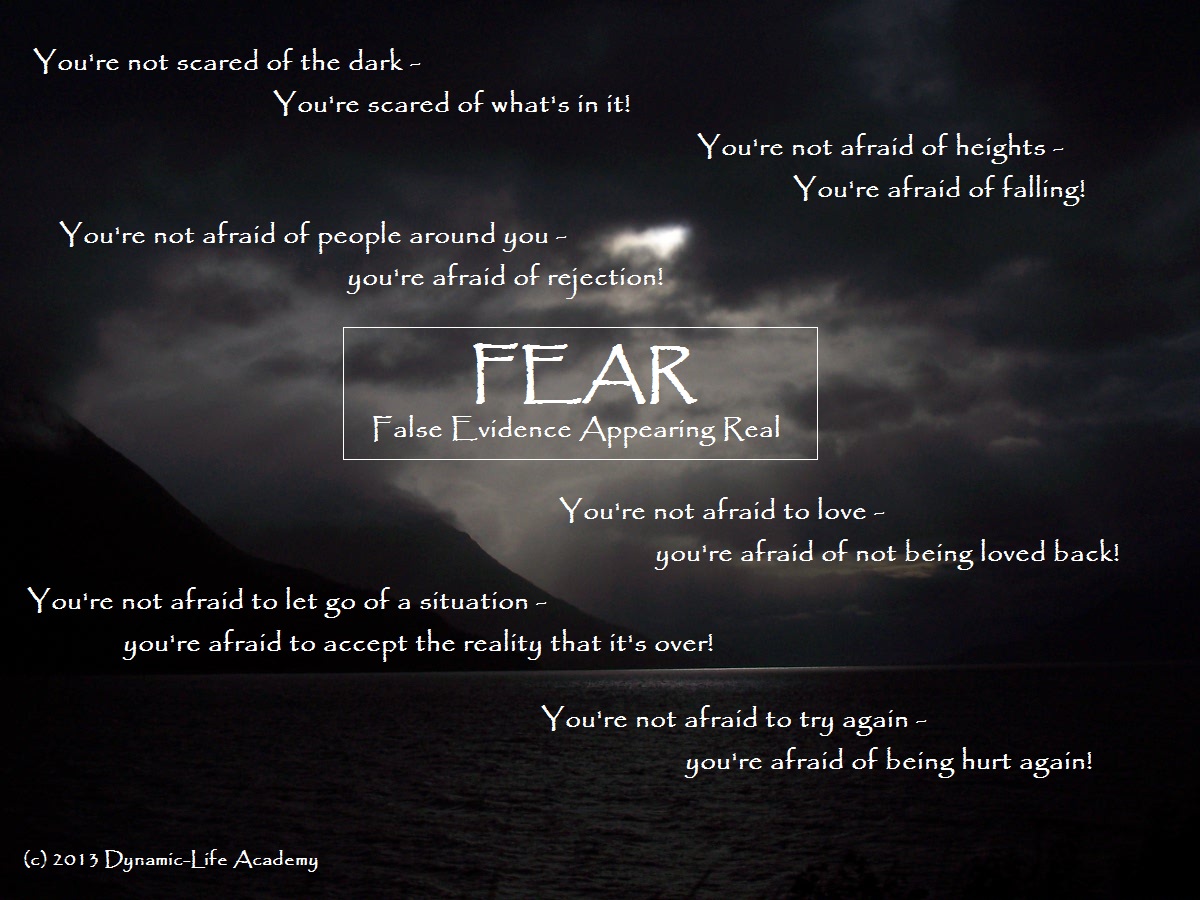 You're not scared of the dark -
You're scared of what's in it!
You're not afraid of heights -
You're afraid of falling!
You're not afraid of people around you -
you're afraid of rejection!
FEAR
False Evidence Appearing Real
You're not afraid to love -
you're afraid of not being loved back!
You're not afraid to let go of a situation -
you're afraid to accept the reality that it's over!
You're not afraid to try again -
you're afraid of being hurt again!
(c) 2013 Dynamic-Life Academy